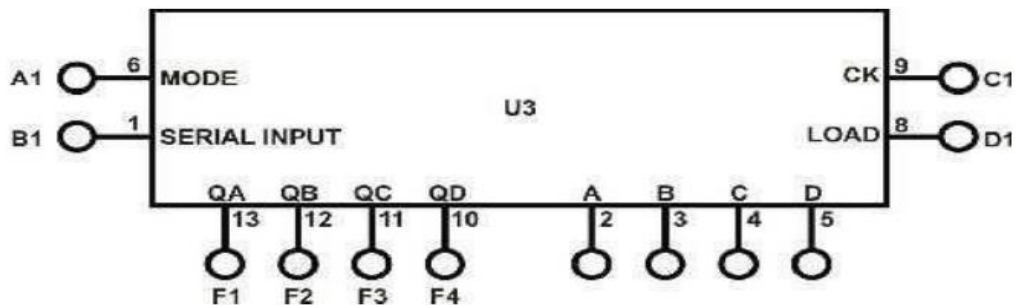 A1 6 MODE CK 9 C1
U3
B1 1 SERIAL INPUT LOAD 8 D1
QA QB QC QD A B C D
13 12 11 10 2 3 4 5
F1 F2 F3 F4